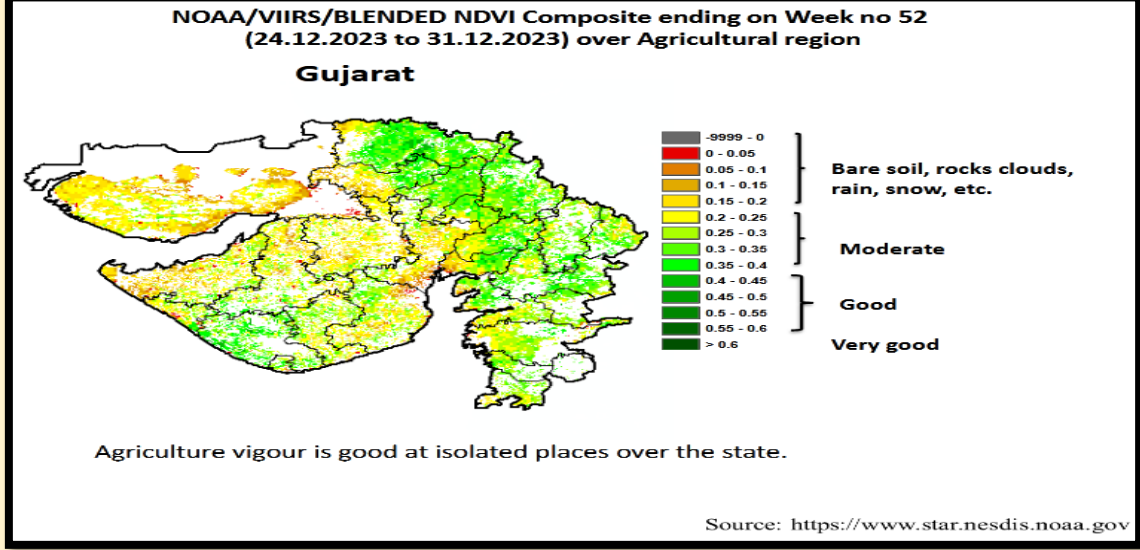 NOAA/VIIRS/BLENDED NDVI Composite ending on Week no 52
(24.12.2023 to 31.12.2023) over Agricultural region
Gujarat
-9999 - 0
0 - 0.05
0.05 - 0.1
0.1 - 0.15
0.15 - 0.2
0.2 - 0.25
0.25 - 0.3
0.3 - 0.35
0.35 - 0.4
0.4 - 0.45
0.45 - 0.5
0.5 - 0.55
0.55 - 0.6
> 0.6
Bare soil, rocks clouds,
rain, snow, etc.
Moderate
Good
Very good
Agriculture vigour is good at isolated places over the state.
Source: https://www.star.nesdis.noaa.gov